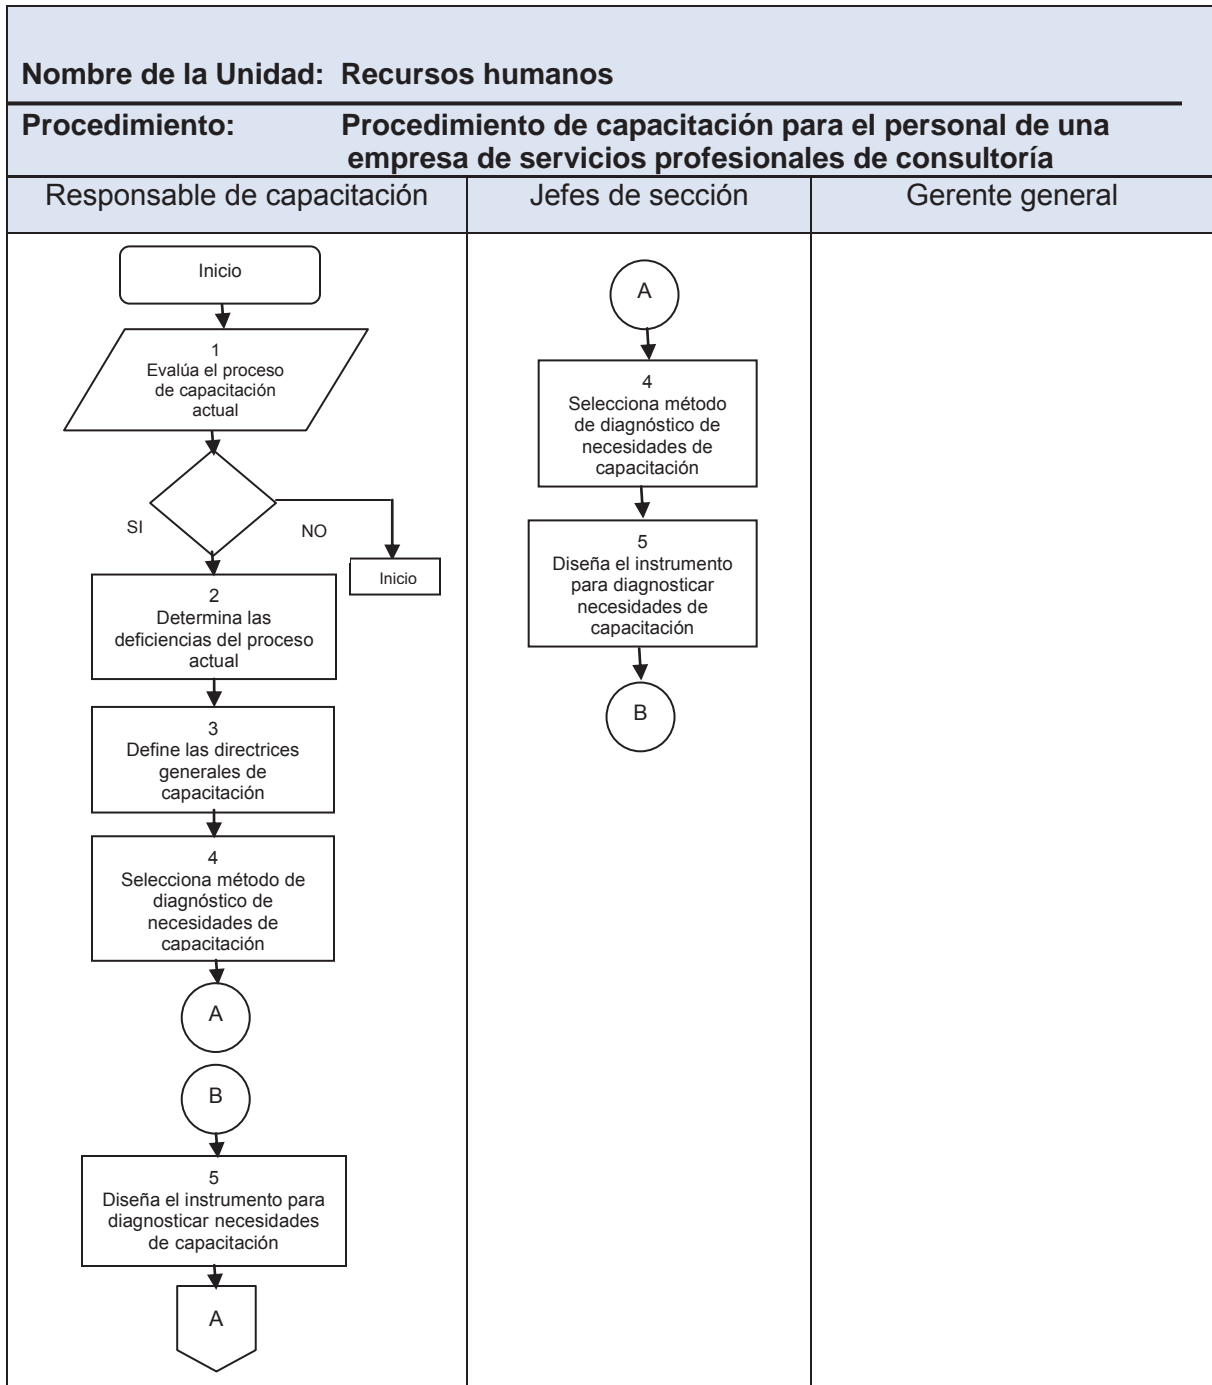 Nombre de la Unidad: Recursos humanos
Procedimiento: Procedimiento de capacitación para el personal de una
empresa de servicios profesionales de consultoría
Responsable de capacitación
Jefes de sección
Gerente general
Inicio
1
Evalúa el proceso
de capacitación
actual
SI
NO
Inicio
2
Determina las
deficiencias del proceso
actual
3
Define las directrices
generales de
capacitación
4
Selecciona método de
diagnóstico de
necesidades de
capacitación
A
B
5
Diseña el instrumento para
diagnosticar necesidades
de capacitación
A
A
4
Selecciona método
de diagnóstico de
necesidades de
capacitación
5
Diseña el instrumento
para diagnosticar
necesidades de
capacitación
B